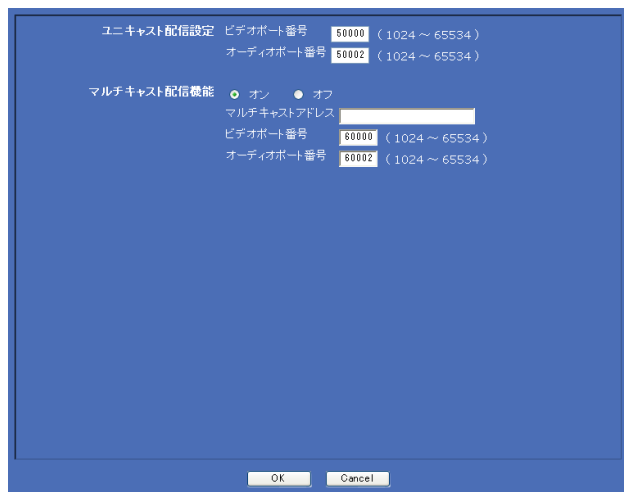 ユニキャスト配信設定 ビデオポート番号 50000 (1024～65534)
オーディオポート番号 50002 (1024～65534)
マルチキャスト配信機能 オン オフ
マルチキャストアドレス
ビデオポート番号 60000 (1024～65534)
オーディオポート番号 60002 (1024～65534)
OK Cancel